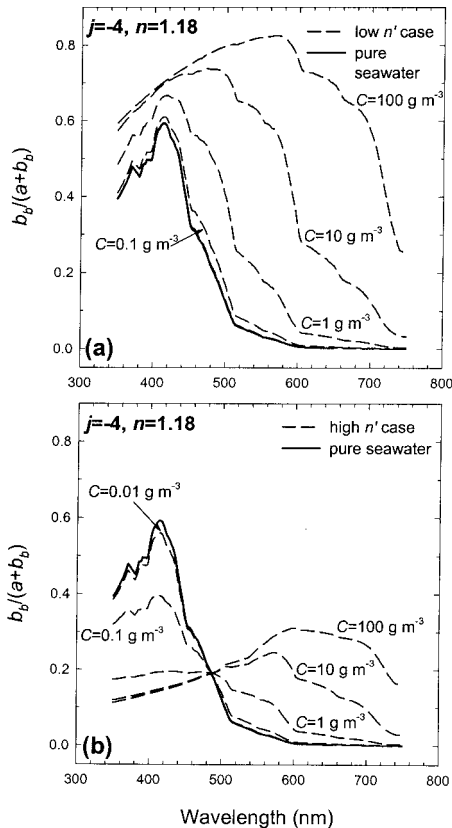 j=-4, n=1.18
low n' case
pure
seawater
C=100 g m⁻³
C=0.1 g m⁻³
C=10 g m⁻³
C=1 g m⁻³
(a)
b_b/(a+b_b)
0.8
0.6
0.4
0.2
0.0
300 400 500 600 700 800
j=-4, n=1.18
high n' case
pure seawater
C=0.01 g m⁻³
C=0.1 g m⁻³
C=100 g m⁻³
C=10 g m⁻³
C=1 g m⁻³
(b)
b_b/(a+b_b)
0.8
0.6
0.4
0.2
0.0
300 400 500 600 700 800
Wavelength (nm)